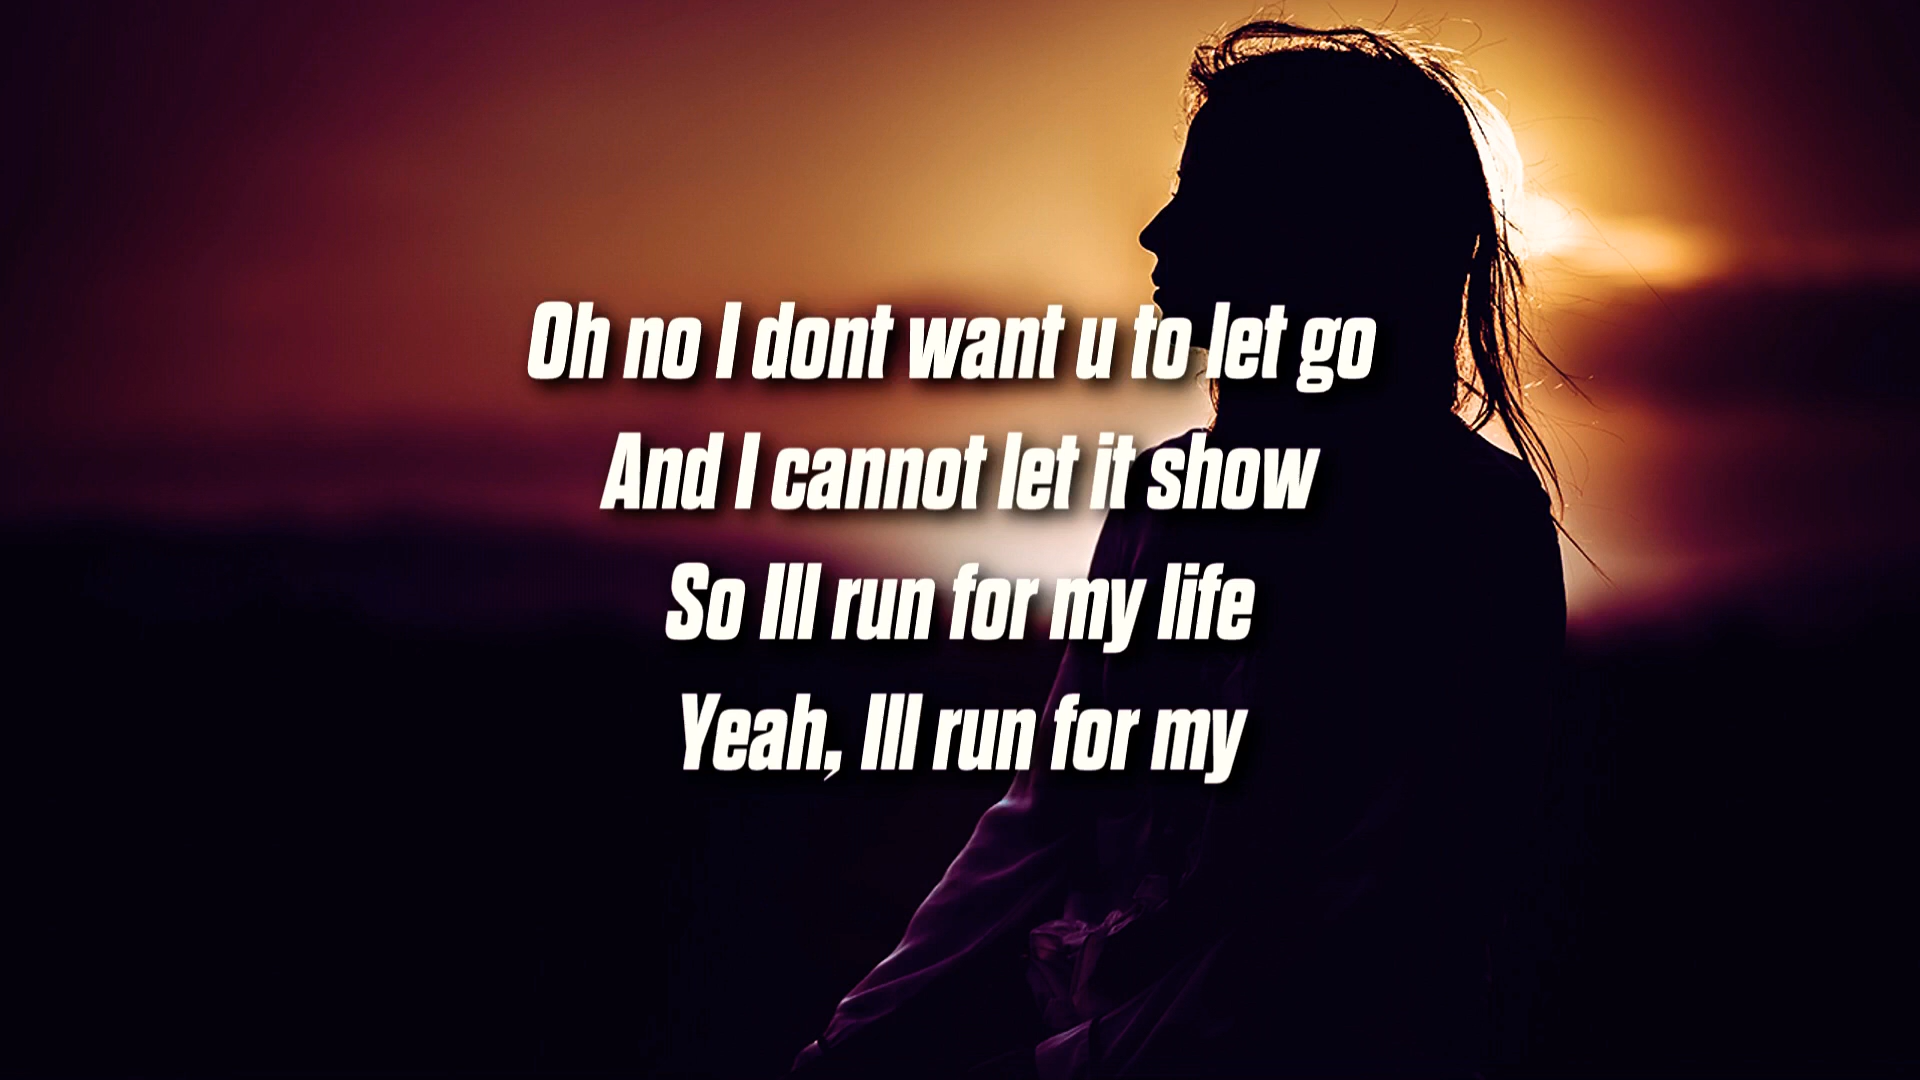 Oh no I dont want u to let go
And I cannot let it show
So Ill run for my life
Yeah, Ill run for my